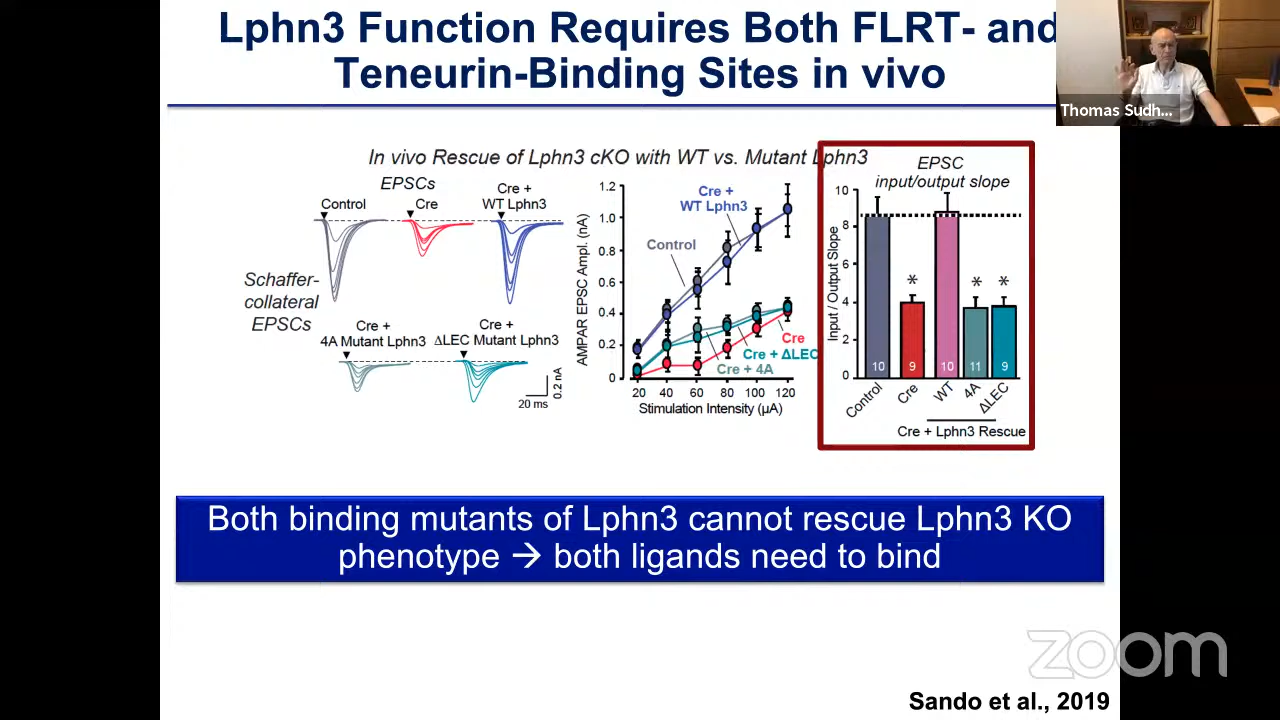 Lphn3 Function Requires Both FLRT- and
Teneurin-Binding Sites in vivo
Thomas Sudh...
In vivo Rescue of Lphn3 cKO with WT vs. Mutant Lphn3
EPSCs
Control
Cre
Cre +
WT Lphn3
Schaffer-
collateral
EPSCs
Cre +
4A Mutant Lphn3
Cre +
ΔLEC Mutant Lphn3
0.2 nA
20 ms
AMPAR EPSC Ampl. (nA)
1.2
1.0
0.8
0.6
0.4
0.2
0
Cre +
WT Lphn3
Control
Cre
Cre + ΔLEC
Cre + 4A
20 40 60 80 100 120
Stimulation Intensity (µA)
EPSC
input/output slope
Input / Output Slope
10
8
6
4
2
0
* * *
10 9 10 11 9
Control Cre WT 4A ΔLEC
Cre + Lphn3 Rescue
Both binding mutants of Lphn3 cannot rescue Lphn3 KO
phenotype → both ligands need to bind
zoom
Sando et al., 2019